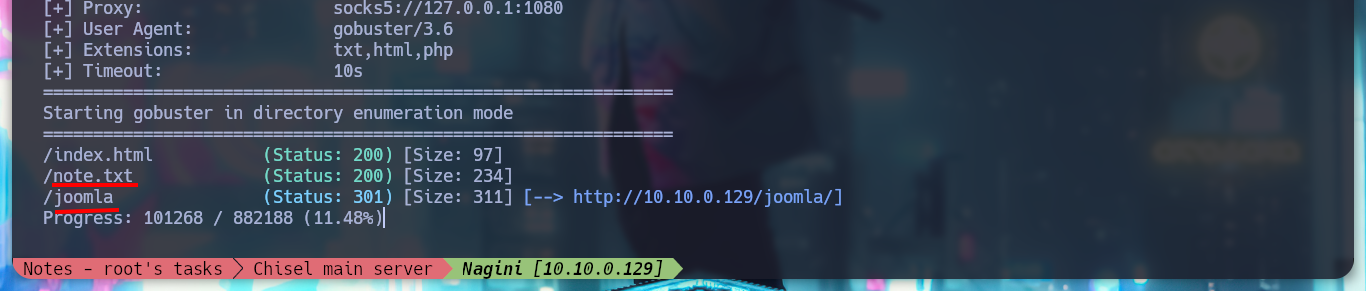 [+] Proxy: socks5://127.0.0.1:1080
[+] User Agent: gobuster/3.6
[+] Extensions: txt,html,php
[+] Timeout: 10s
===============================================================
Starting gobuster in directory enumeration mode
===============================================================
/index.html (Status: 200) [Size: 97]
/note.txt (Status: 200) [Size: 234]
/joomla (Status: 301) [Size: 311] [--> http://10.10.0.129/joomla/]
Progress: 101268 / 882188 (11.48%)
Notes - root's tasks Chisel main server Nagini [10.10.0.129]